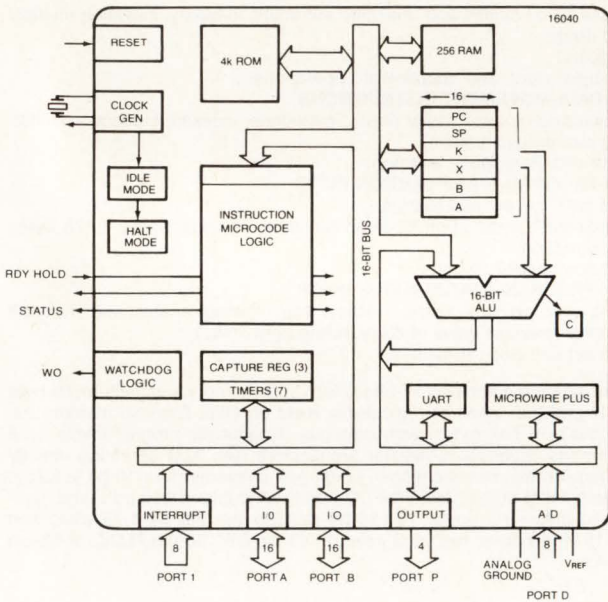 16040
RESET
4k ROM
256 RAM
CLOCK
GEN
16
PC
SP
K
X
B
A
IDLE
MODE
HALT
MODE
INSTRUCTION
MICROCODE
LOGIC
16-BIT BUS
RDY HOLD
STATUS
16-BIT
ALU
C
WO
WATCHDOG
LOGIC
CAPTURE REG (3)
TIMERS (7)
UART
MICROWIRE PLUS
INTERRUPT
I O
I O
OUTPUT
A D
8
16
16
4
8
PORT 1
PORT A
PORT B
PORT P
ANALOG
GROUND
VREF
PORT D